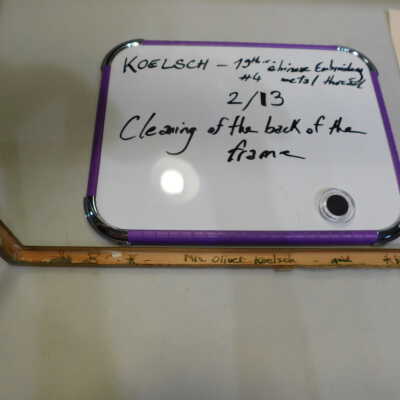 KOELSCH - 19th c. Chinese Embroidery
#4 metal thread
2/13
Cleaning of the back of the
frame
Mrs. Oliver Koelsch - paid